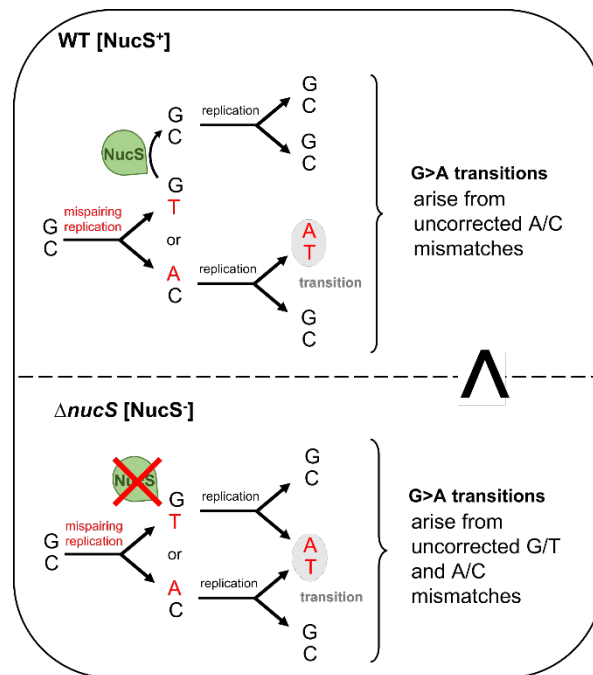 WT [NucS⁺]
G
C
replication
G
C
G
C
NucS
G
T
mispairing
replication
G
C
or
A
C
replication
A
T
transition
G
C
G>A transitions
arise from
uncorrected A/C
mismatches
Λ
ΔnucS [NucS⁻]
NucS
G
T
replication
G
C
mispairing
replication
G
C
or
A
C
replication
A
T
transition
G
C
G>A transitions
arise from
uncorrected G/T
and A/C
mismatches